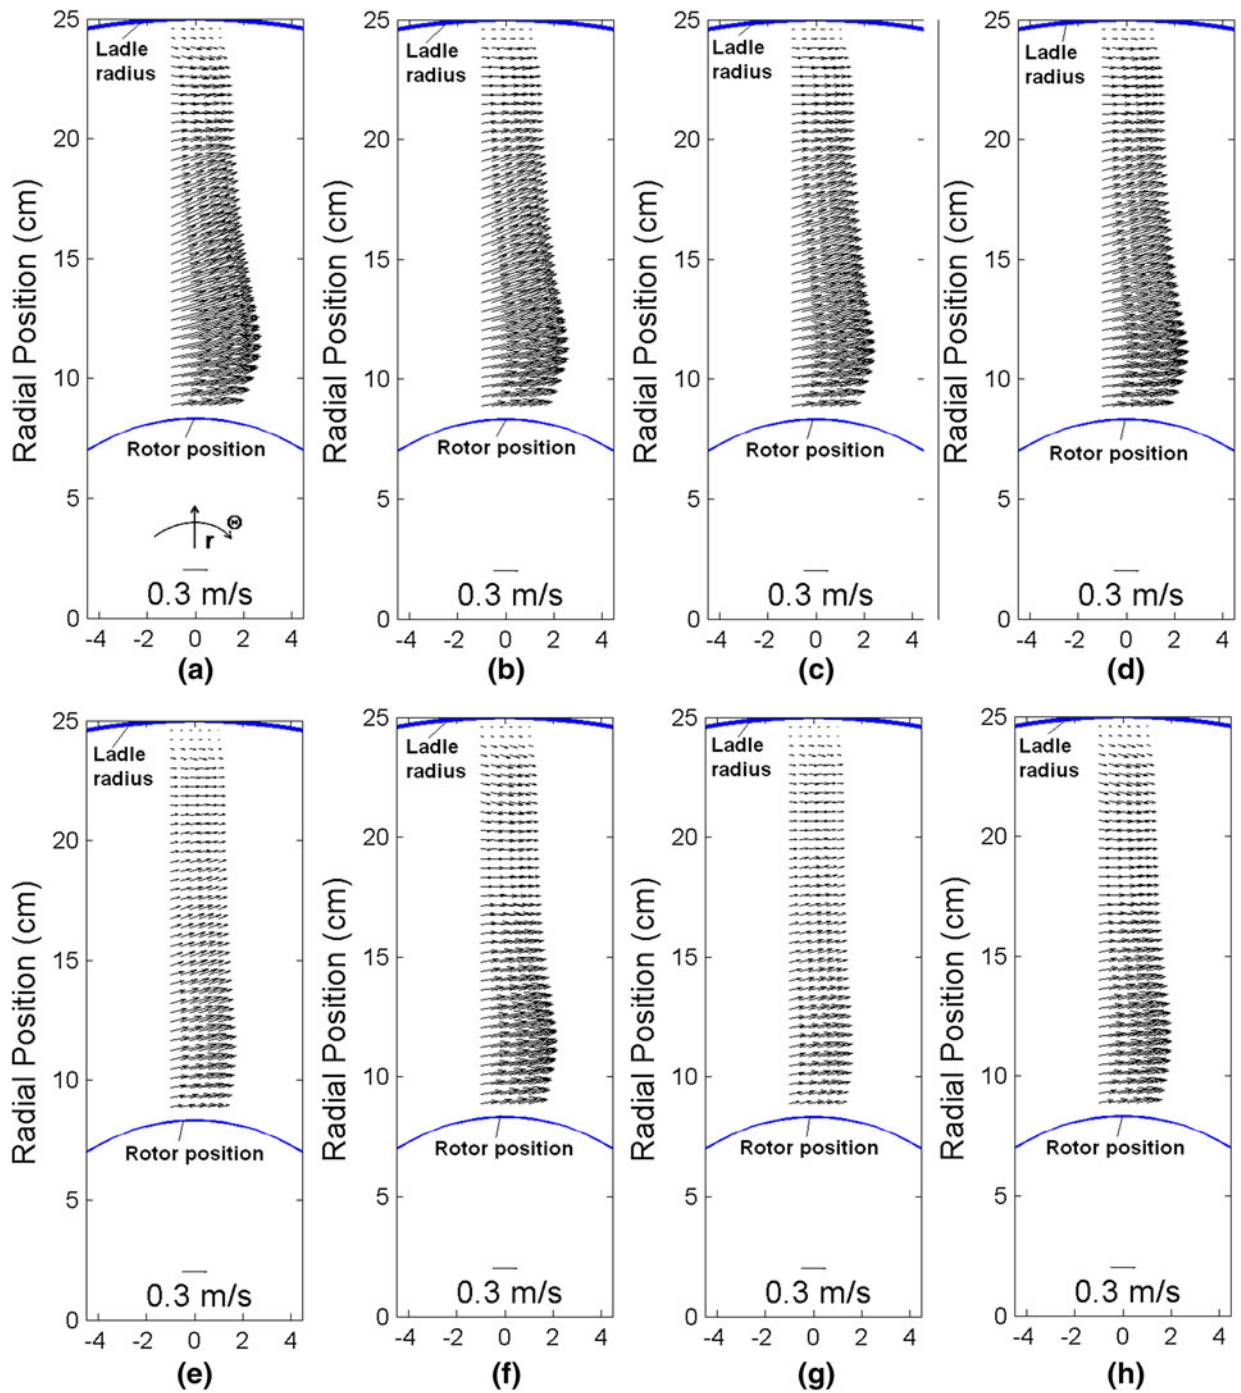 25
20
15
10
5
0
Radial Position (cm)
Ladle
radius
Rotor position
Θ
r
0.3 m/s
-4 -2 0 2 4
(a)
25
20
15
10
5
0
Radial Position (cm)
Ladle
radius
Rotor position
0.3 m/s
-4 -2 0 2 4
(b)
25
20
15
10
5
0
Radial Position (cm)
Ladle
radius
Rotor position
0.3 m/s
-4 -2 0 2 4
(c)
25
20
15
10
5
0
Radial Position (cm)
Ladle
radius
Rotor position
0.3 m/s
-4 -2 0 2 4
(d)
25
20
15
10
5
0
Radial Position (cm)
Ladle
radius
Rotor position
0.3 m/s
-4 -2 0 2 4
(e)
25
20
15
10
5
0
Radial Position (cm)
Ladle
radius
Rotor position
0.3 m/s
-4 -2 0 2 4
(f)
25
20
15
10
5
0
Radial Position (cm)
Ladle
radius
Rotor position
0.3 m/s
-4 -2 0 2 4
(g)
25
20
15
10
5
0
Radial Position (cm)
Ladle
radius
Rotor position
0.3 m/s
-4 -2 0 2 4
(h)